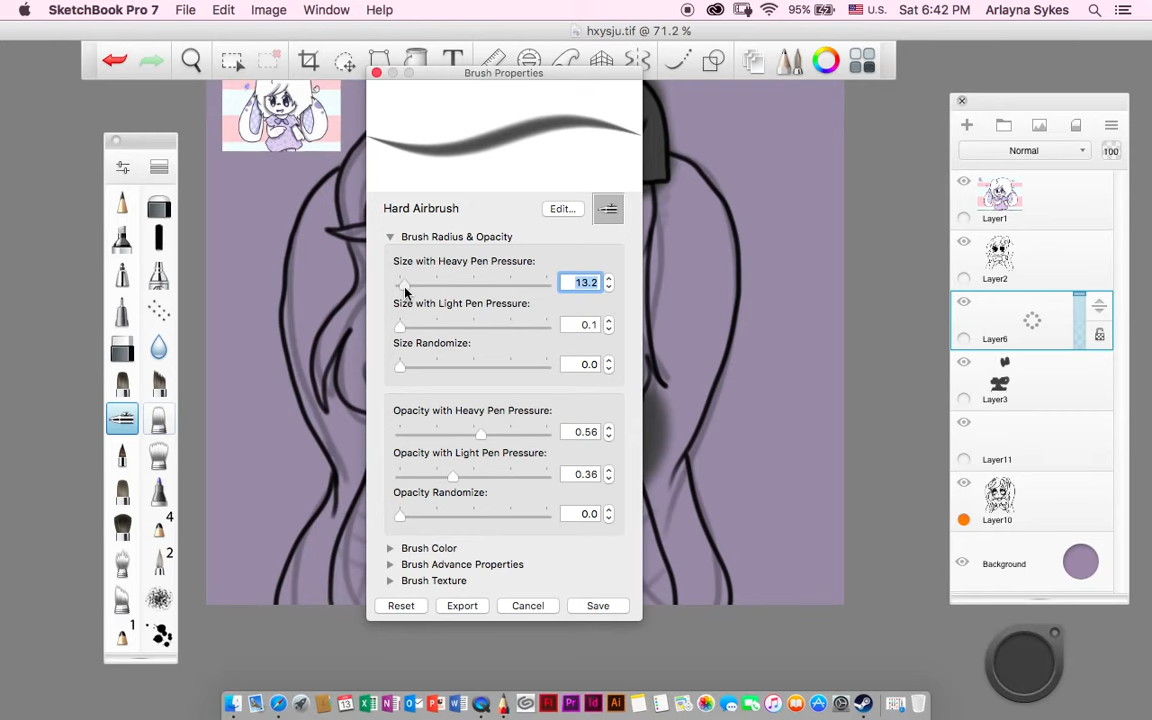 SketchBook Pro 7 File Edit Image Window Help 95% U.S. Sat 6:42 PM Arlayna Sykes
hxysju.tif @ 71.2 %
Brush Properties
Normal 100
Hard Airbrush Edit...
Layer1
Brush Radius & Opacity
Size with Heavy Pen Pressure:
13.2
Layer2
Size with Light Pen Pressure:
0.1
Layer6
Size Randomize:
0.0
Layer3
Opacity with Heavy Pen Pressure:
0.56
Opacity with Light Pen Pressure:
Layer11
0.36
Opacity Randomize:
0.0
Layer10
4
Brush Color
2
Brush Advance Properties
Background
Brush Texture
Reset Export Cancel Save
1